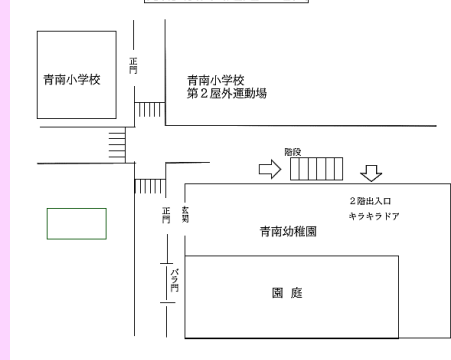 正門
青南小学校
青南小学校
第２屋外運動場
階段
２階出入口
キラキラドア
正門
玄関
青南幼稚園
バラ門
園 庭